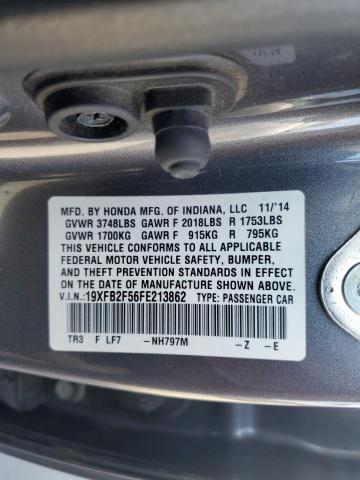 MFD. BY HONDA MFG. OF INDIANA, LLC 11/'14
GVWR 3748LBS GAWR F 2018LBS R 1753LBS
GVWR 1700KG GAWR F 915KG R 795KG
THIS VEHICLE CONFORMS TO ALL APPLICABLE
FEDERAL MOTOR VEHICLE SAFETY, BUMPER,
AND THEFT PREVENTION STANDARDS IN EFFECT
ON THE DATE OF MANUFACTURE SHOWN ABOVE.
V.I.N: 19XFB2F56FE213862 TYPE: PASSENGER CAR
TR3 F LF7 -NH797M -Z -E